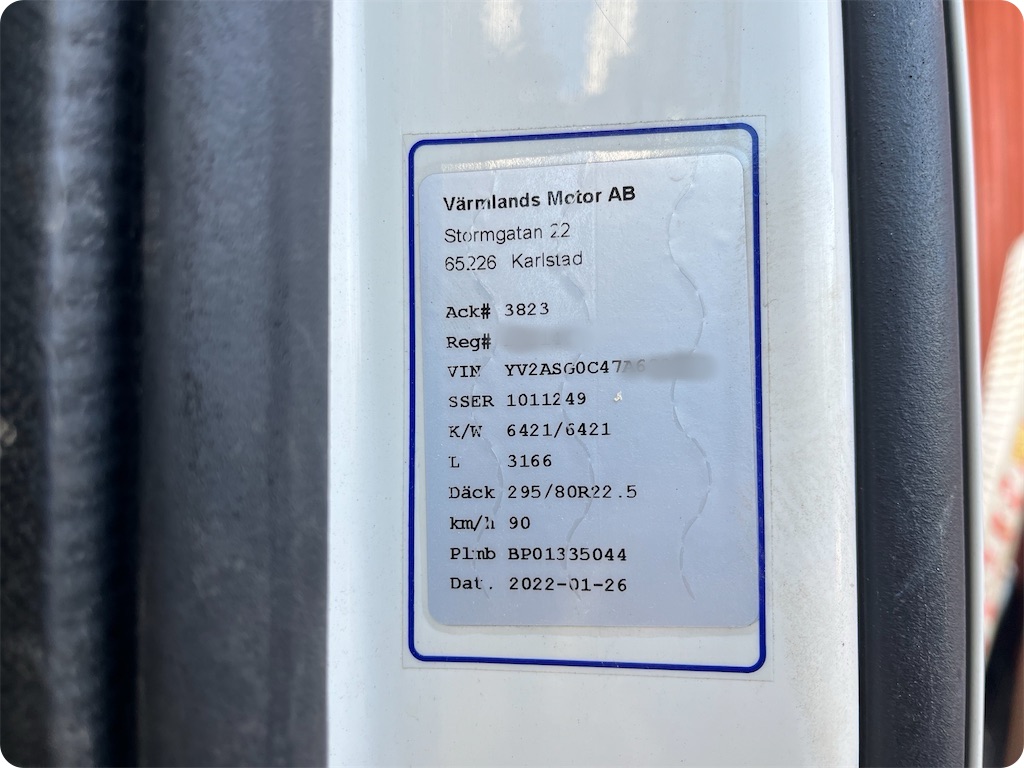 Värmlands Motor AB
Stormgatan 22
65226 Karlstad
Ack# 3823
Reg#
VIN
SSER 1011249
K/W 6421/6421
L 3166
Däck 295/80R22.5
km/h 90
Plmb BP01335044
Dat. 2022-01-26